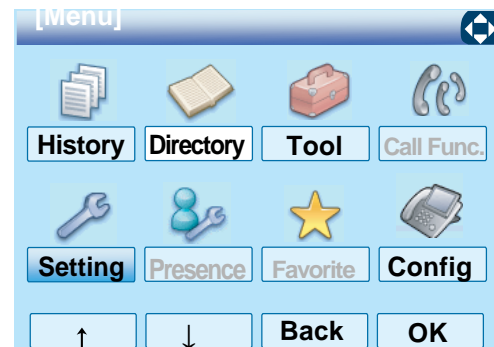 [Menu]
History Directory Tool Call Func.
Setting Presence Favorite Config
↑ ↓ Back OK